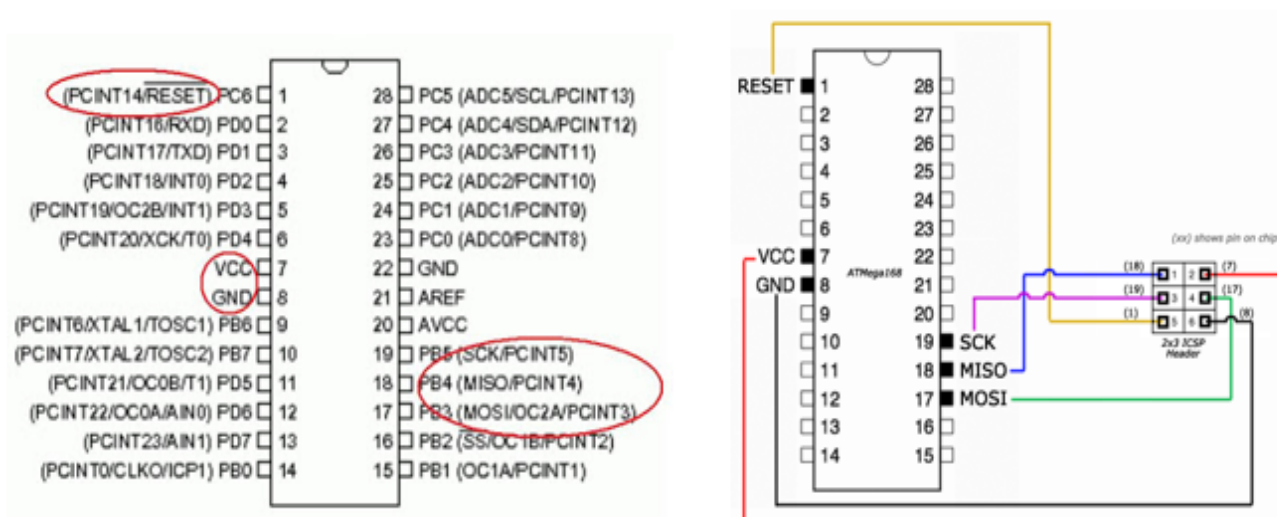 (PCINT14/RESET) PC6 1 28 PC5 (ADC5/SCL/PCINT13)
(PCINT16/RXD) PD0 2 27 PC4 (ADC4/SDA/PCINT12)
(PCINT17/TXD) PD1 3 26 PC3 (ADC3/PCINT11)
(PCINT18/INT0) PD2 4 25 PC2 (ADC2/PCINT10)
(PCINT19/OC2B/INT1) PD3 5 24 PC1 (ADC1/PCINT9)
(PCINT20/XCK/T0) PD4 6 23 PC0 (ADC0/PCINT8)
VCC 7 22 GND
GND 8 21 AREF
(PCINT6/XTAL1/TOSC1) PB6 9 20 AVCC
(PCINT7/XTAL2/TOSC2) PB7 10 19 PB5 (SCK/PCINT5)
(PCINT21/OC0B/T1) PD5 11 18 PB4 (MISO/PCINT4)
(PCINT22/OC0A/AIN0) PD6 12 17 PB3 (MOSI/OC2A/PCINT3)
(PCINT23/AIN1) PD7 13 16 PB2 (SS/OC1B/PCINT2)
(PCINT0/CLKO/ICP1) PB0 14 15 PB1 (OC1A/PCINT1)
RESET 1 28
2 27
3 26
4 25
5 24
6 23
VCC 7 22
GND 8 21
9 20
10 19 SCK
11 18 MISO
12 17 MOSI
13 16
14 15
ATMega168
(xx) shows pin on chip
(18) 1 2 (7)
(19) 3 4 (17)
(1) 5 6 (8)
2x3 ICSP
Header